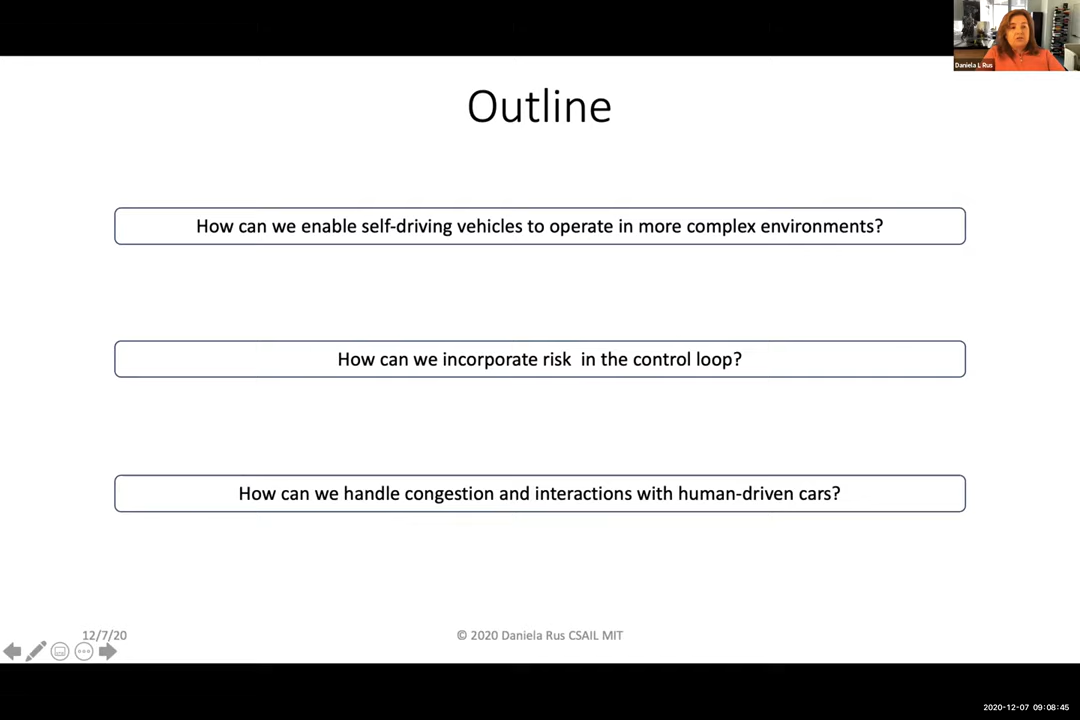 Daniela L Rus
Outline
How can we enable self-driving vehicles to operate in more complex environments?
How can we incorporate risk  in the control loop?
How can we handle congestion and interactions with human-driven cars?
12/7/20
© 2020 Daniela Rus CSAIL MIT
2020-12-07 09:08:45